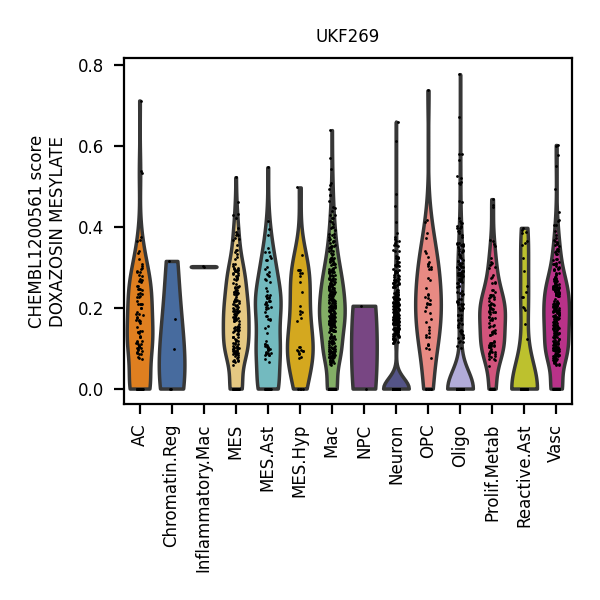 UKF269
CHEMBL1200561 score
DOXAZOSIN MESYLATE
0.8
0.6
0.4
0.2
0.0
AC
Chromatin.Reg
Inflammatory.Mac
MES
MES.Ast
MES.Hyp
Mac
NPC
Neuron
OPC
Oligo
Prolif.Metab
Reactive.Ast
Vasc